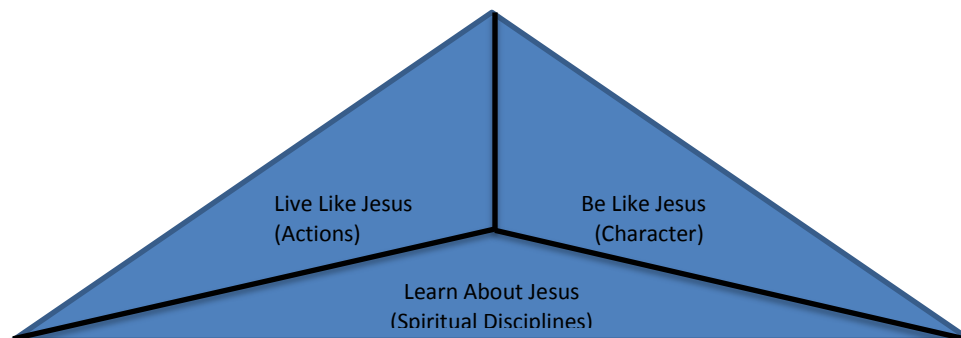 Live Like Jesus
(Actions)
Be Like Jesus
(Character)
Learn About Jesus
(Spiritual Disciplines)